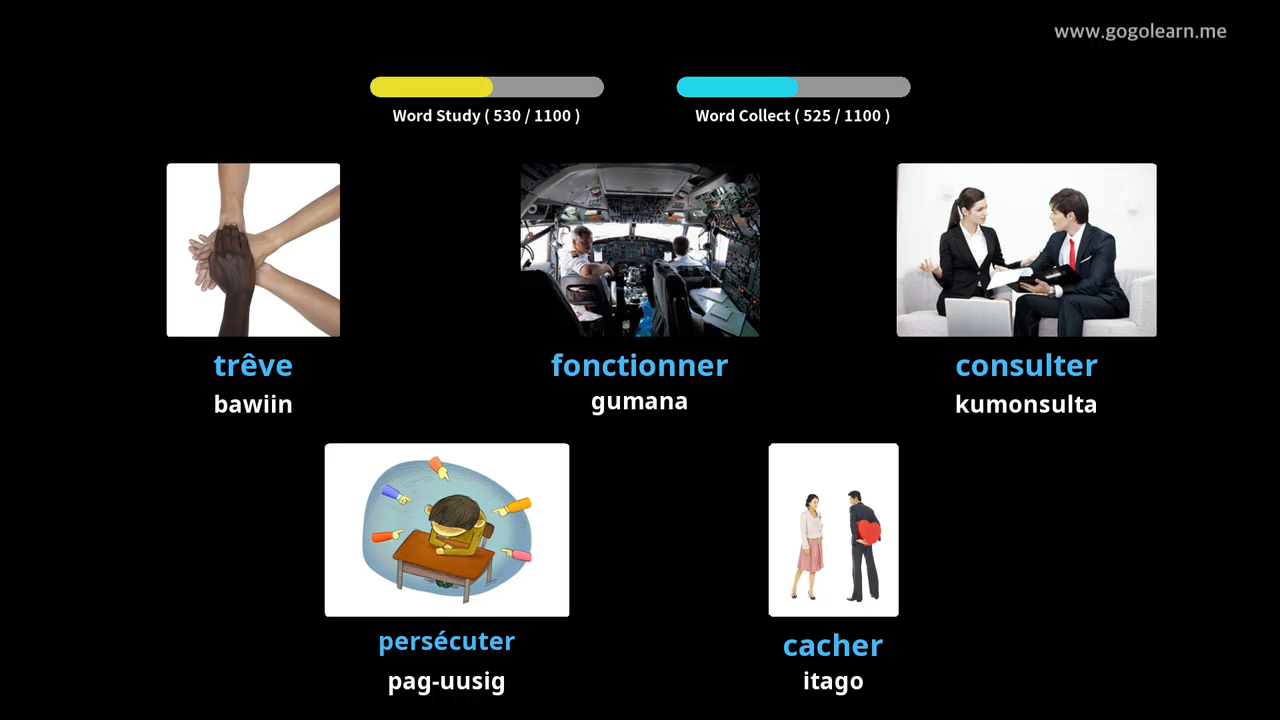 www.gogolearn.me
Word Study ( 530 / 1100 )
Word Collect ( 525 / 1100 )
trêve
bawiin
fonctionner
gumana
consulter
kumonsulta
persécuter
pag-uusig
cacher
itago